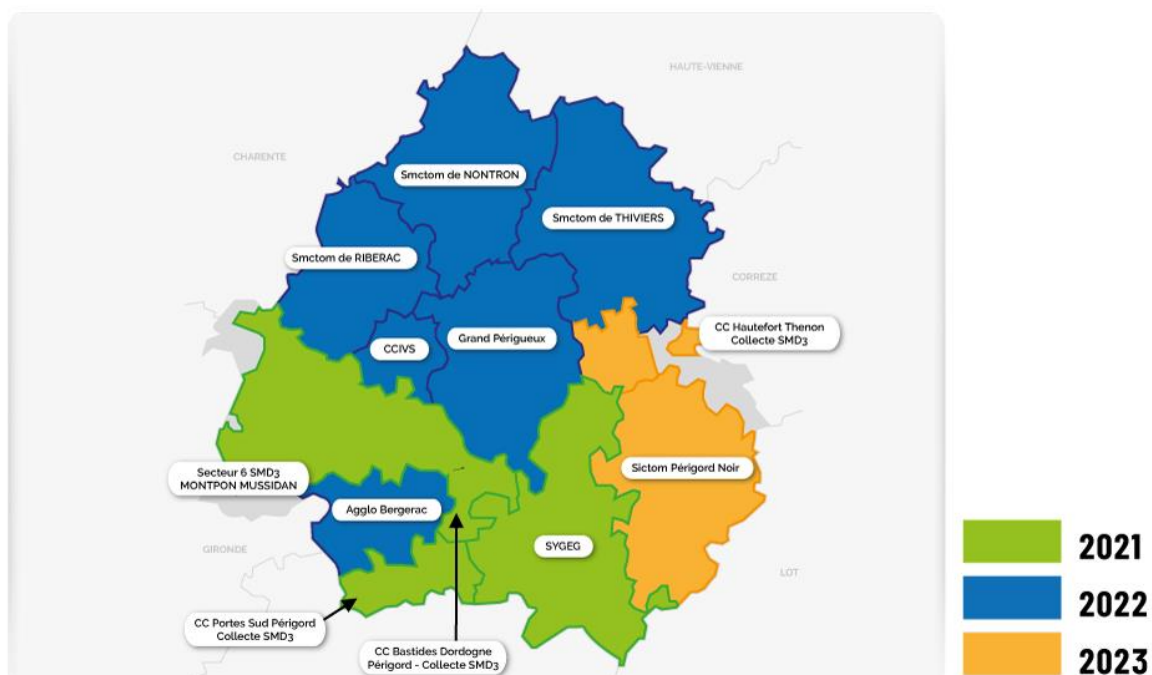 HAUTE-VIENNE
CHARENTE
Smctom de NONTRON
Smctom de THIVIERS
Smctom de RIBERAC
CORRÈZE
CC Hautefort Thenon
Collecte SMD3
Grand Périgueux
CCIVS
Secteur 6 SMD3
MONTPON MUSSIDAN
Sictom Périgord Noir
Agglo Bergerac
SYGEG
GIRONDE
LOT
CC Portes Sud Périgord
Collecte SMD3
CC Bastides Dordogne
Périgord - Collecte SMD3
2021
2022
2023